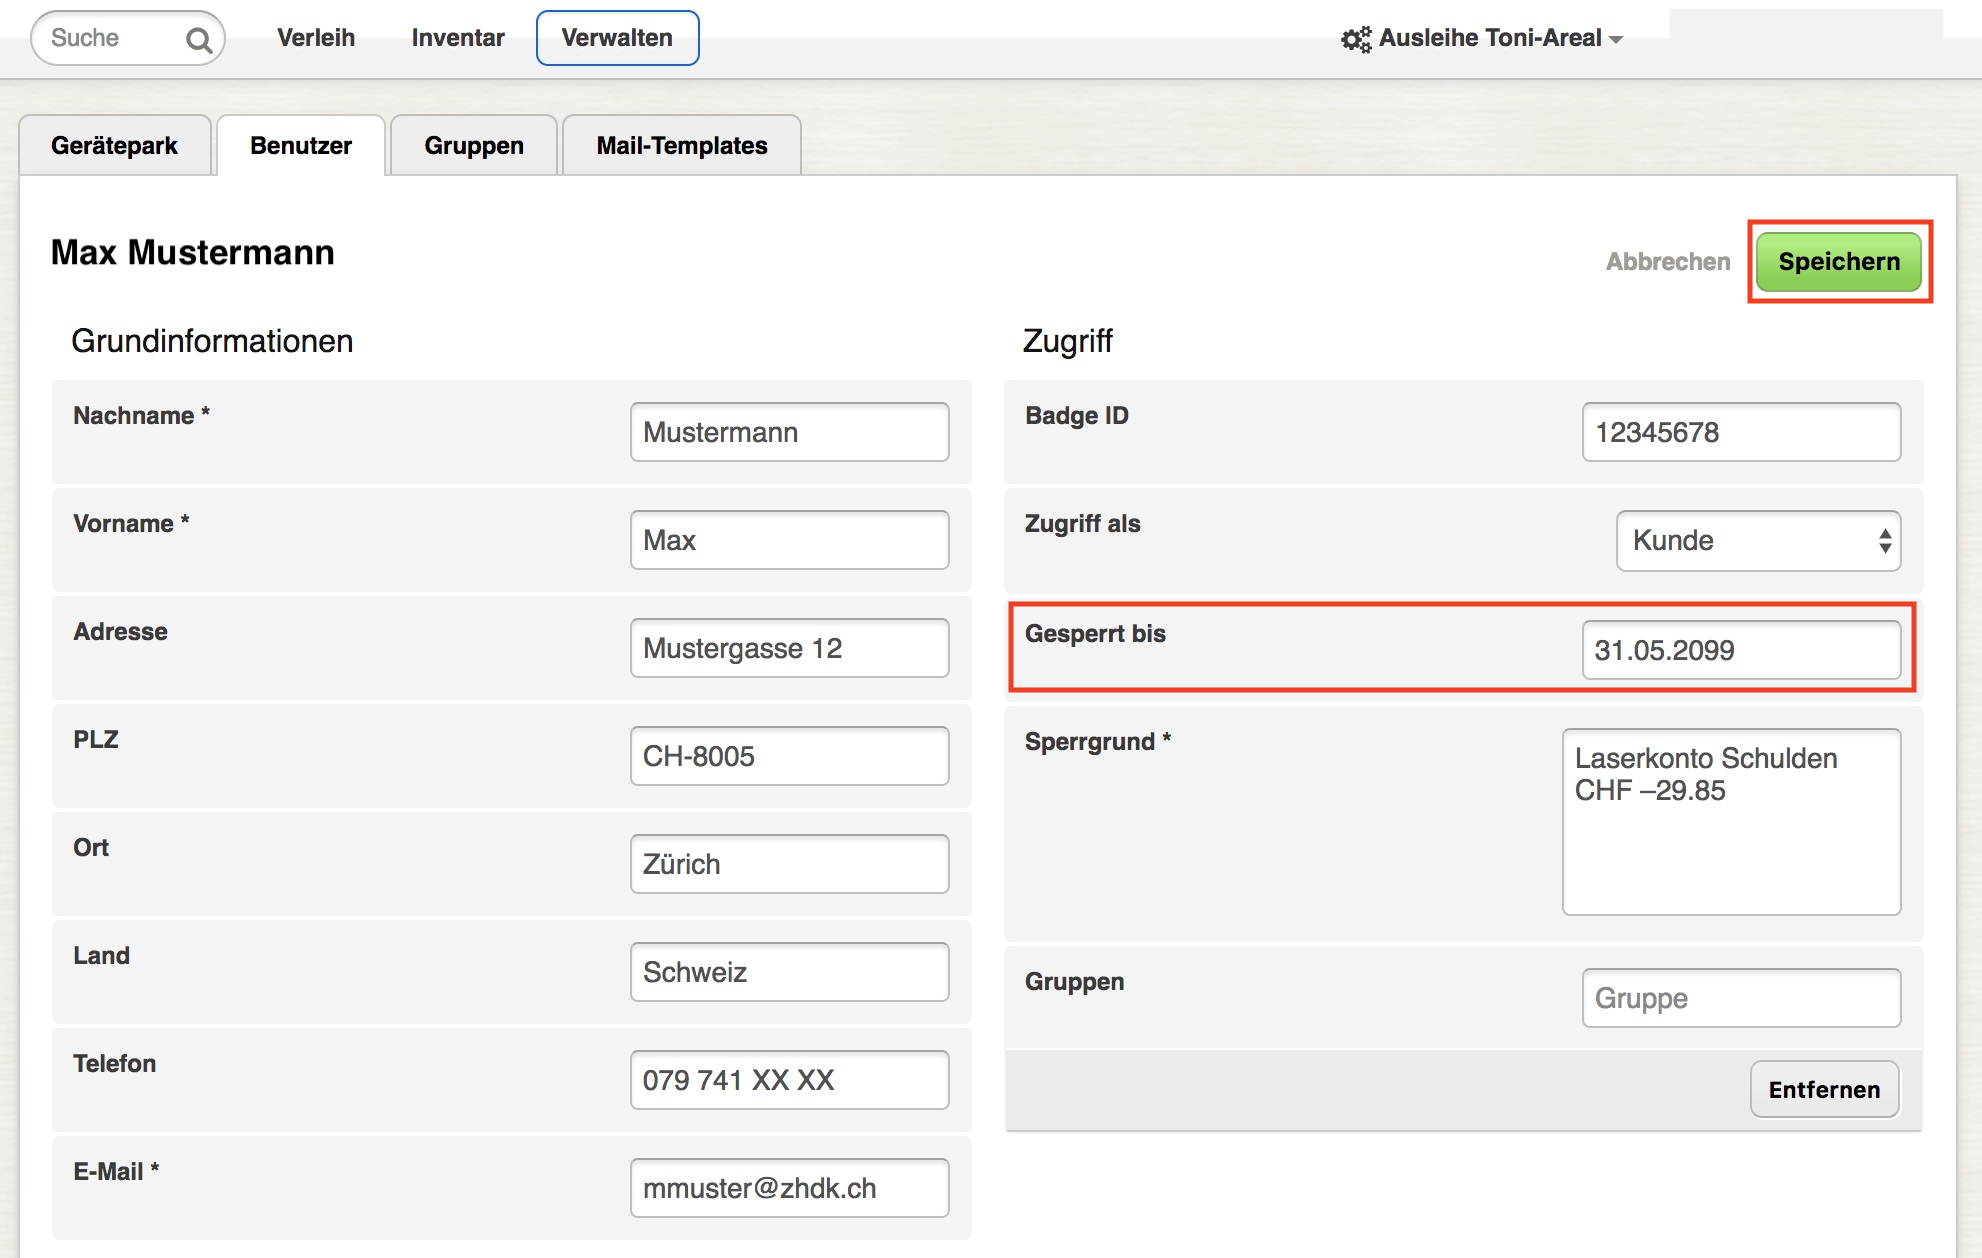 Suche
Verleih
Inventar
Verwalten
Ausleihe Toni-Areal
Gerätepark
Benutzer
Gruppen
Mail-Templates
Max Mustermann
Abbrechen
Speichern
Grundinformationen
Nachname *
Mustermann
Vorname *
Max
Adresse
Mustergasse 12
PLZ
CH-8005
Ort
Zürich
Land
Schweiz
Telefon
079 741 XX XX
E-Mail *
mmuster@zhdk.ch
Zugriff
Badge ID
12345678
Zugriff als
Kunde
Gesperrt bis
31.05.2099
Sperrgrund *
Laserkonto Schulden
CHF –29.85
Gruppen
Gruppe
Entfernen